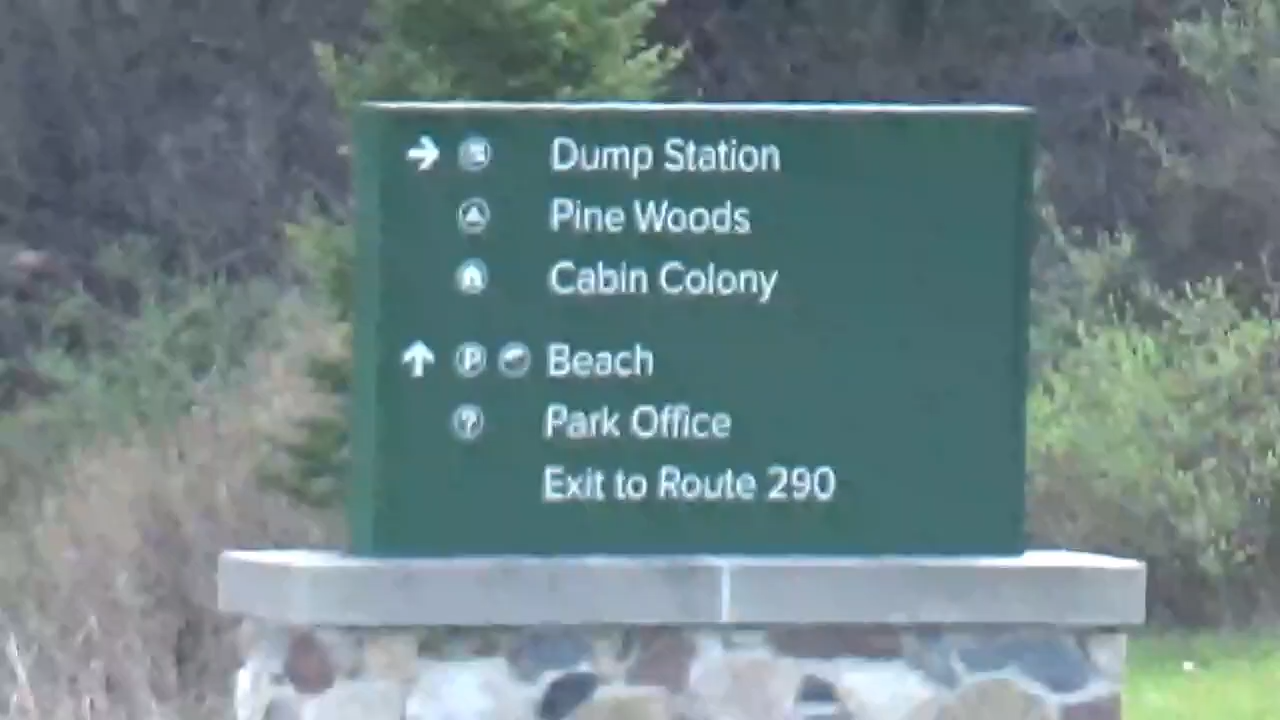 Dump Station
Pine Woods
Cabin Colony
P Beach
? Park Office
Exit to Route 290